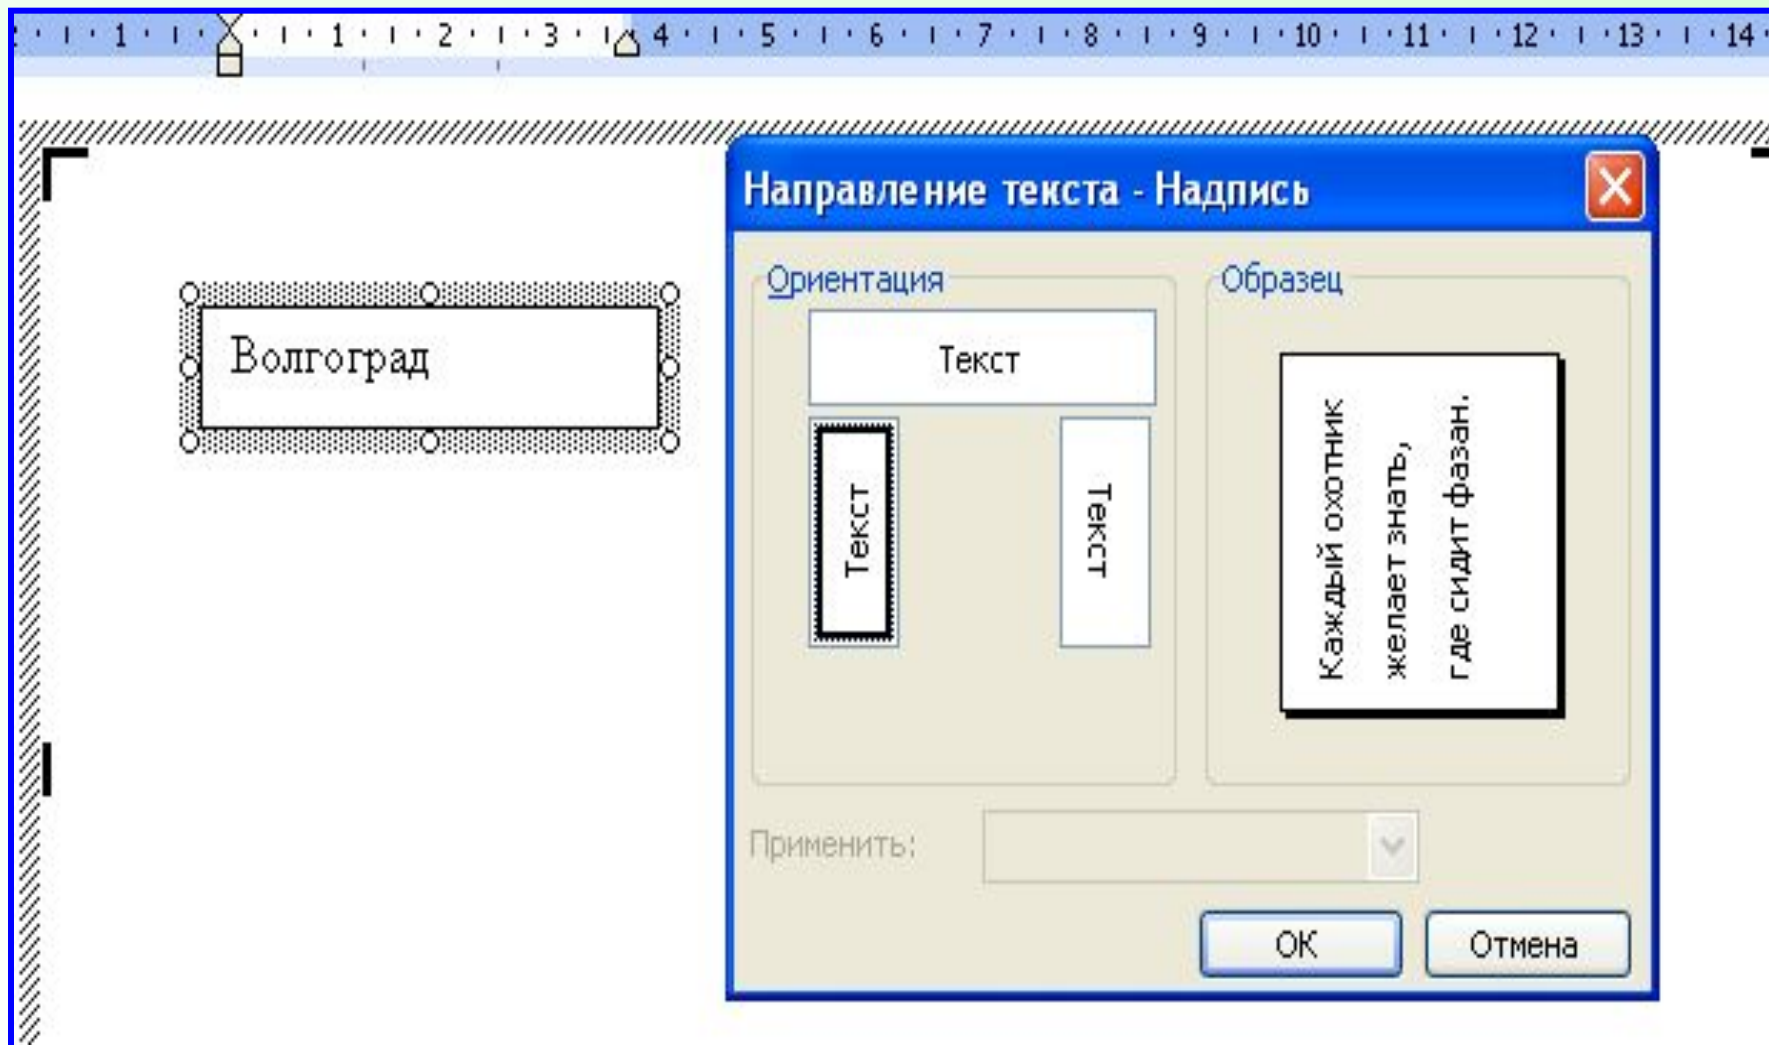 1 1 2 3 4 5 6 7 8 9 10 11 12 13 14
Волгоград
Направление текста - Надпись
Ориентация
Текст
Текст
Текст
Образец
Каждый охотник
желает знать,
где сидит фазан.
Применить:
ОК
Отмена